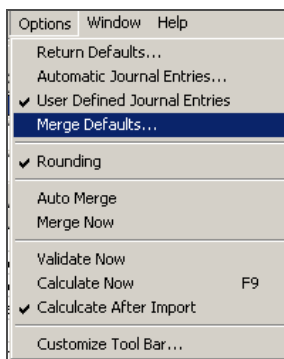 Options Window Help
Return Defaults...
Automatic Journal Entries...
✓ User Defined Journal Entries
Merge Defaults...
✓ Rounding
Auto Merge
Merge Now
Validate Now
Calculate Now F9
✓ Calculcate After Import
Customize Tool Bar...